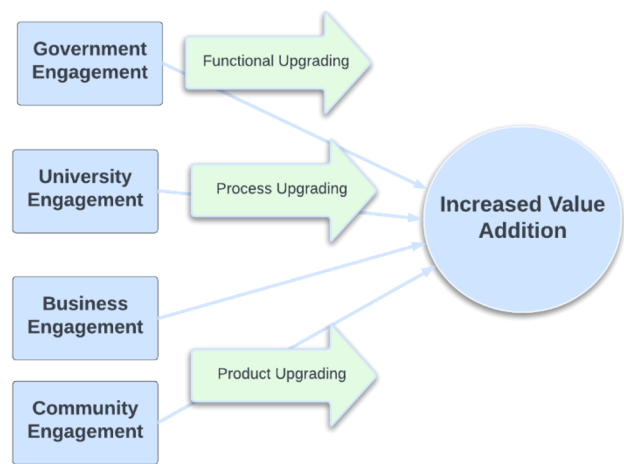 Government
Engagement
Functional Upgrading
University
Engagement
Process Upgrading
Increased Value
Addition
Business
Engagement
Product Upgrading
Community
Engagement